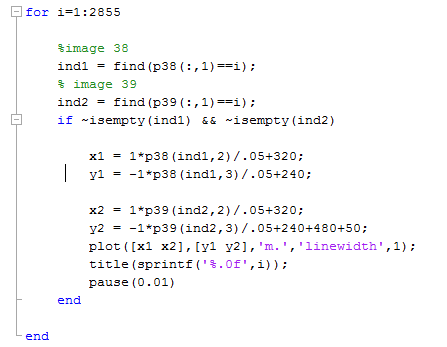 for i=1:2855
%image 38
ind1 = find(p38(:,1)==i);
% image 39
ind2 = find(p39(:,1)==i);
if ~isempty(ind1) && ~isempty(ind2)
x1 = 1*p38(ind1,2)/.05+320;
y1 = -1*p38(ind1,3)/.05+240;
x2 = 1*p39(ind2,2)/.05+320;
y2 = -1*p39(ind2,3)/.05+240+480+50;
plot([x1 x2],[y1 y2],'m.','linewidth',1);
title(sprintf('%.0f',i));
pause(0.01)
end
end